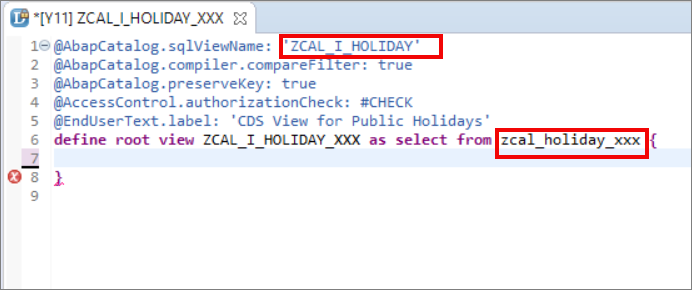 *[Y11] ZCAL_I_HOLIDAY_XXX
1 @AbapCatalog.sqlViewName: 'ZCAL_I_HOLIDAY'
2 @AbapCatalog.compiler.compareFilter: true
3 @AbapCatalog.preserveKey: true
4 @AccessControl.authorizationCheck: #CHECK
5 @EndUserText.label: 'CDS View for Public Holidays'
6 define root view ZCAL_I_HOLIDAY_XXX as select from zcal_holiday_xxx {
7
8 }
9